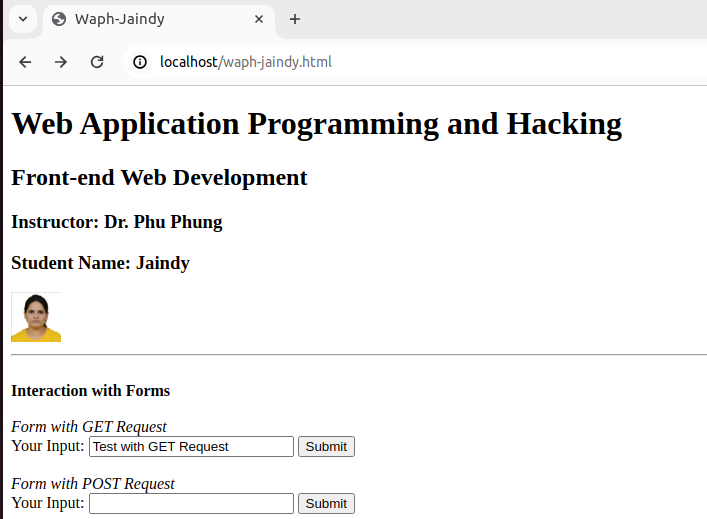 Waph-Jaindy
localhost/waph-jaindy.html
Web Application Programming and Hacking
Front-end Web Development
Instructor: Dr. Phu Phung
Student Name: Jaindy
Interaction with Forms
Form with GET Request
Your Input: Test with GET Request Submit
Form with POST Request
Your Input: Submit